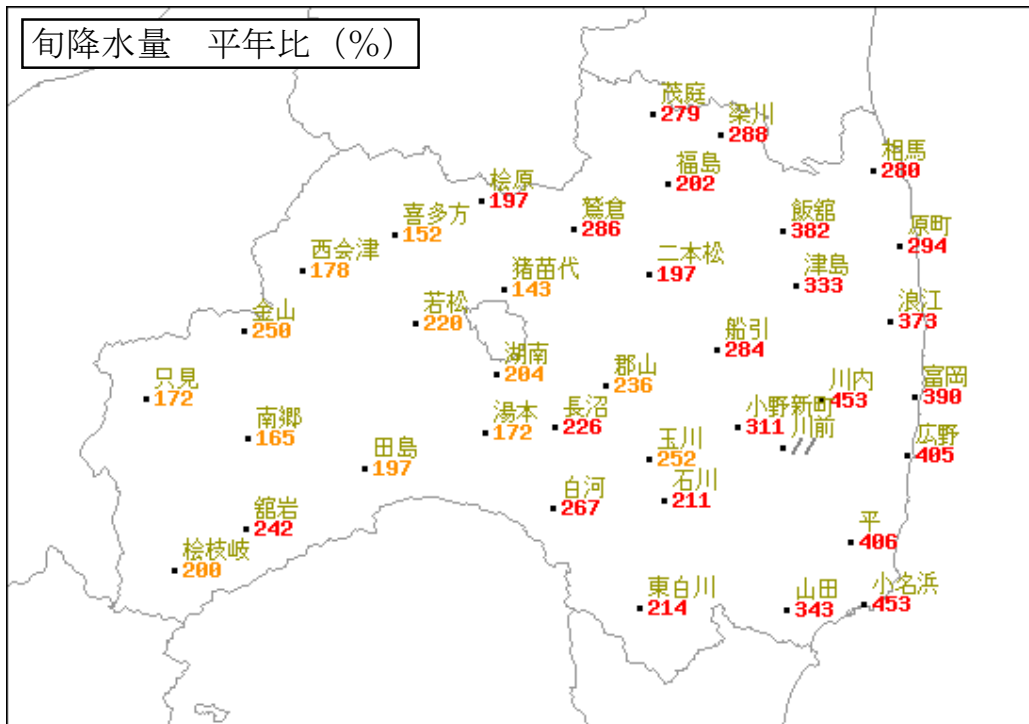 旬降水量　平年比（%）
茂庭
279
梁川
288
相馬
280
福島
202
桧原
197
鷲倉
286
喜多方
152
飯舘
382
原町
294
西会津
178
二本松
197
津島
333
猪苗代
143
金山
250
若松
220
浪江
373
船引
284
湖南
204
郡山
236
只見
172
川内
453
富岡
390
南郷
165
湯本
172
長沼
226
小野新町
311
川前
//
広野
405
田島
197
玉川
252
石川
211
白河
267
舘岩
242
平
406
桧枝岐
200
東白川
214
山田
343
小名浜
453